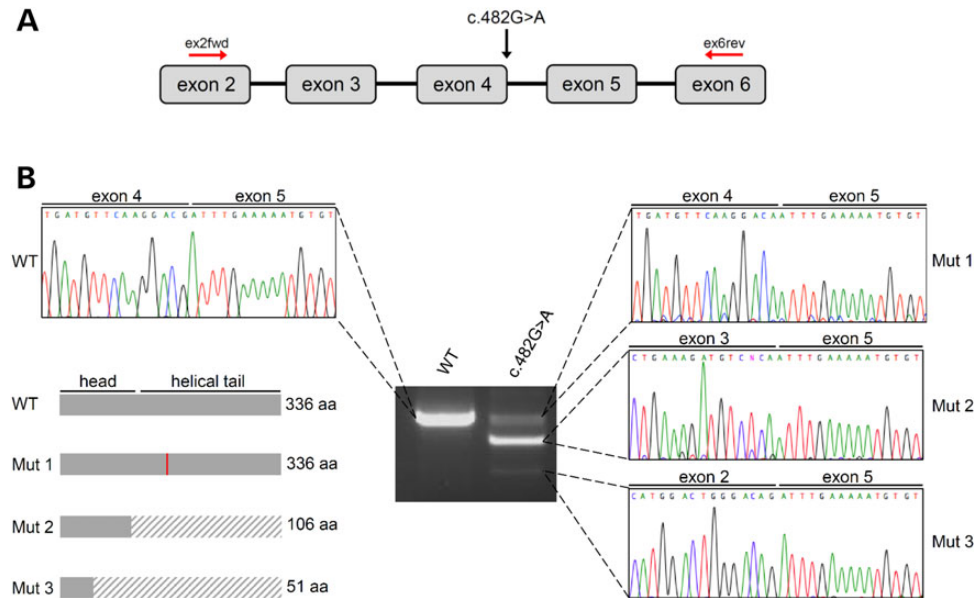 A
c.482G>A
ex2fwd
ex6rev
exon 2
exon 3
exon 4
exon 5
exon 6
B
exon 4 exon 5
TGATGTTCAAGGACGATTTGAAAAATGTGT
WT
exon 4 exon 5
TGATGTTCAAGGACAATTTGAAAAATGTGT
Mut 1
exon 3 exon 5
CTGAAAGATGTCNCAATTTGAAAAATGTGT
Mut 2
exon 2 exon 5
CATGGACTGGGACAGATTTGAAAAATGTGT
Mut 3
WT
c.482G>A
head helical tail
WT 336 aa
Mut 1 336 aa
Mut 2 106 aa
Mut 3 51 aa